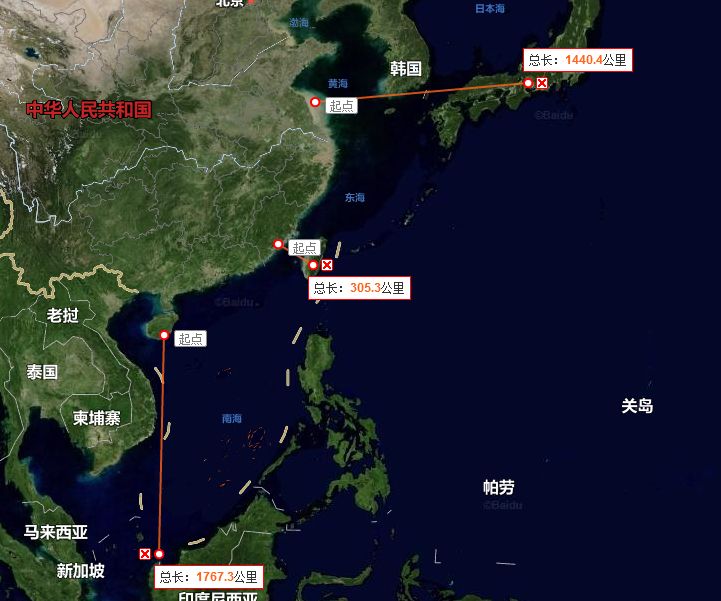 北京
日本海
渤海
总长：1440.4公里
韩国
黄海
中华人民共和国
起点
©Baidu
东海
起点
总长：305.3公里
©Baidu
老挝
起点
泰国
关岛
柬埔寨
南海
帕劳
©Baidu
马来西亚
新加坡
总长：1767.3公里
印度尼西亚